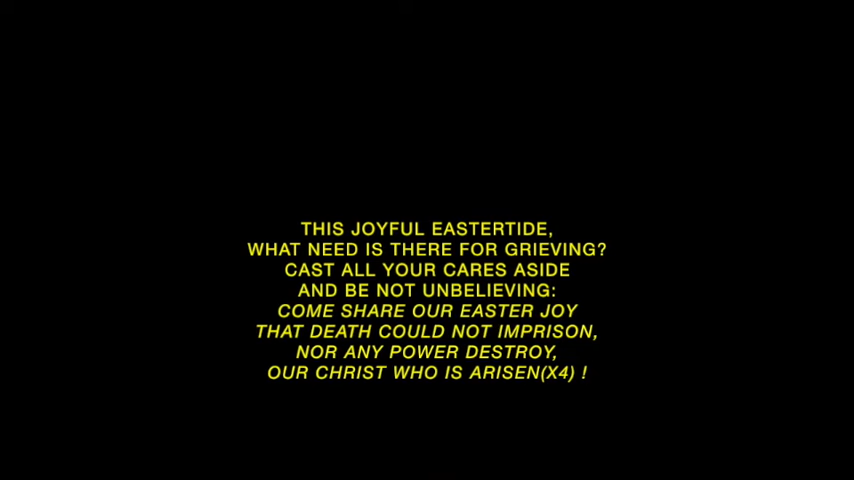 THIS JOYFUL EASTERTIDE,
WHAT NEED IS THERE FOR GRIEVING?
CAST ALL YOUR CARES ASIDE
AND BE NOT UNBELIEVING:
COME SHARE OUR EASTER JOY
THAT DEATH COULD NOT IMPRISON,
NOR ANY POWER DESTROY,
OUR CHRIST WHO IS ARISEN(X4) !